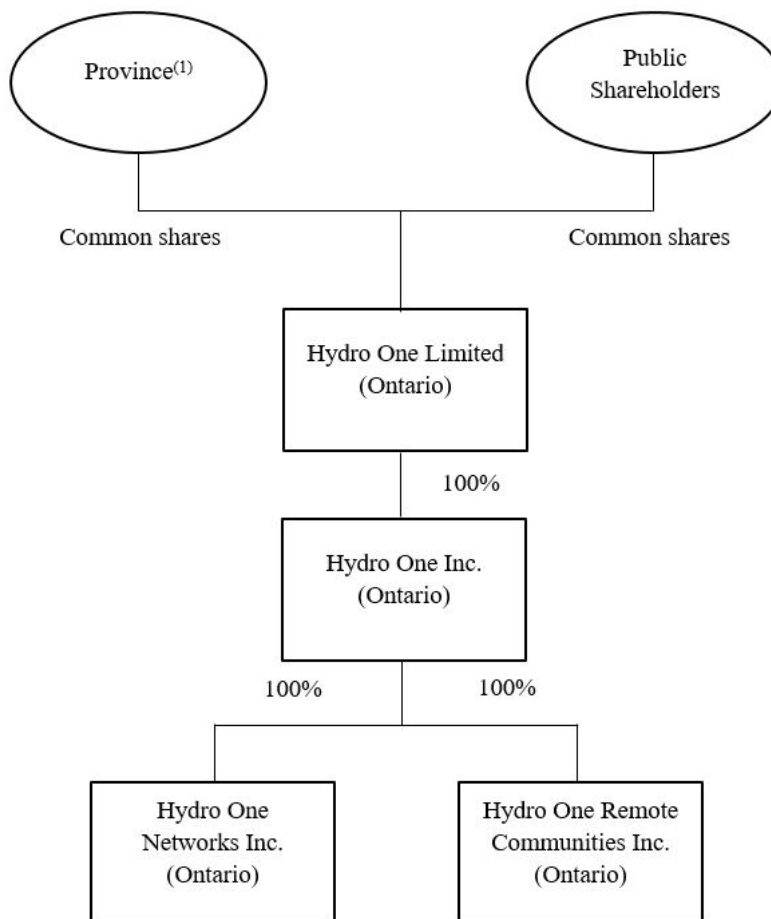 Province(1)
Public
Shareholders
Common shares
Common shares
Hydro One Limited
(Ontario)
100%
Hydro One Inc.
(Ontario)
100%
100%
Hydro One
Networks Inc.
(Ontario)
Hydro One Remote
Communities Inc.
(Ontario)